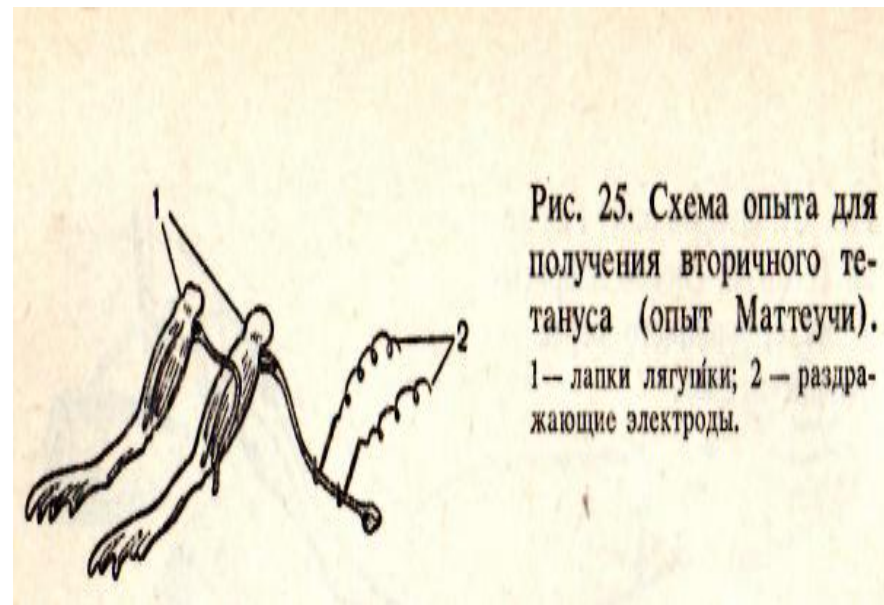 1
2
Рис. 25. Схема опыта для
получения вторичного те-
тануса (опыт Маттеучи).
1— лапки лягушки; 2 — раздра-
жающие электроды.